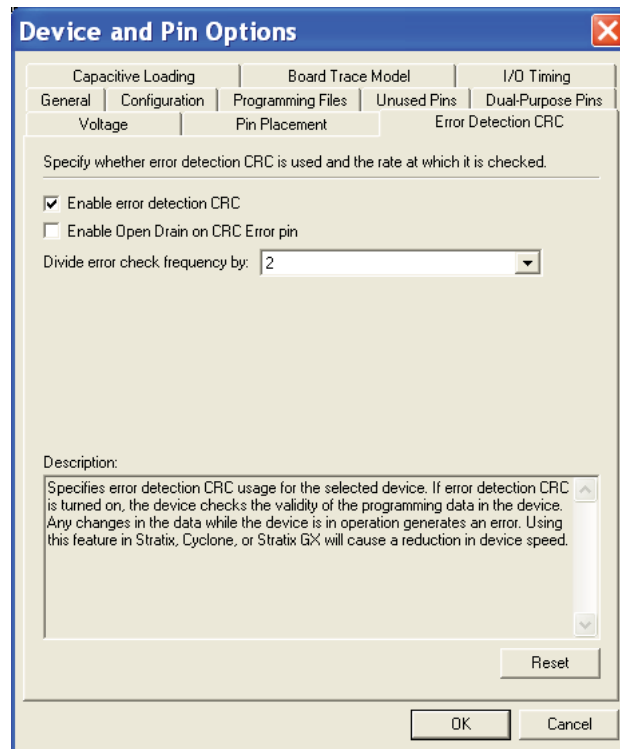 Device and Pin Options
Capacitive Loading Board Trace Model I/O Timing
General Configuration Programming Files Unused Pins Dual-Purpose Pins
Voltage Pin Placement Error Detection CRC
Specify whether error detection CRC is used and the rate at which it is checked.
Enable error detection CRC
Enable Open Drain on CRC Error pin
Divide error check frequency by: 2
Description:
Specifies error detection CRC usage for the selected device. If error detection CRC
is turned on, the device checks the validity of the programming data in the device.
Any changes in the data while the device is in operation generates an error. Using
this feature in Stratix, Cyclone, or Stratix GX will cause a reduction in device speed.
Reset
OK Cancel